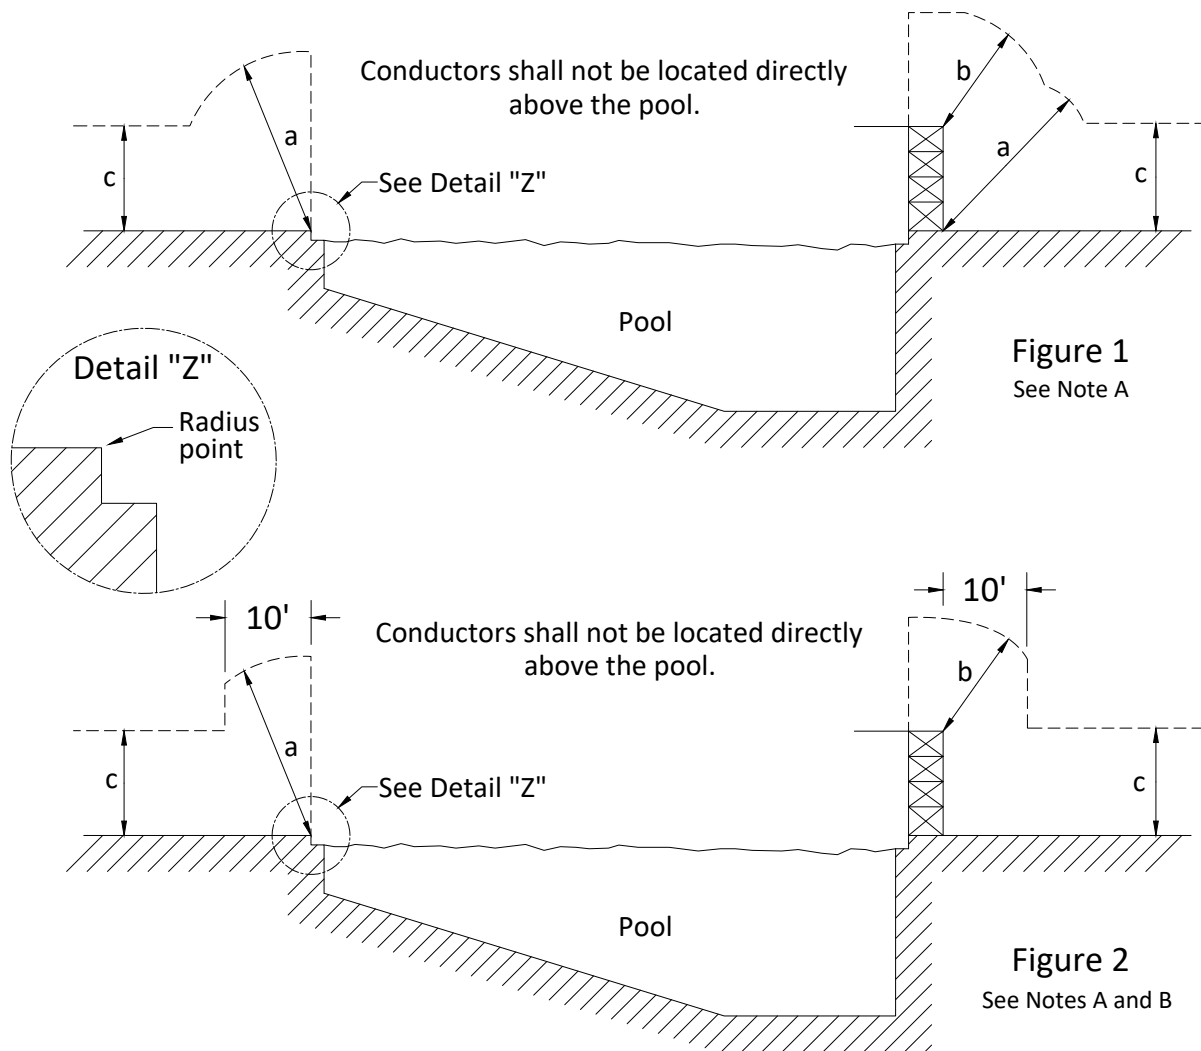 Conductors shall not be located directly
above the pool.
b
a
a
c
c
See Detail "Z"
Pool
Figure 1
See Note A
Detail "Z"
Radius
point
10'
10'
Conductors shall not be located directly
above the pool.
b
a
c
c
See Detail "Z"
Pool
Figure 2
See Notes A and B